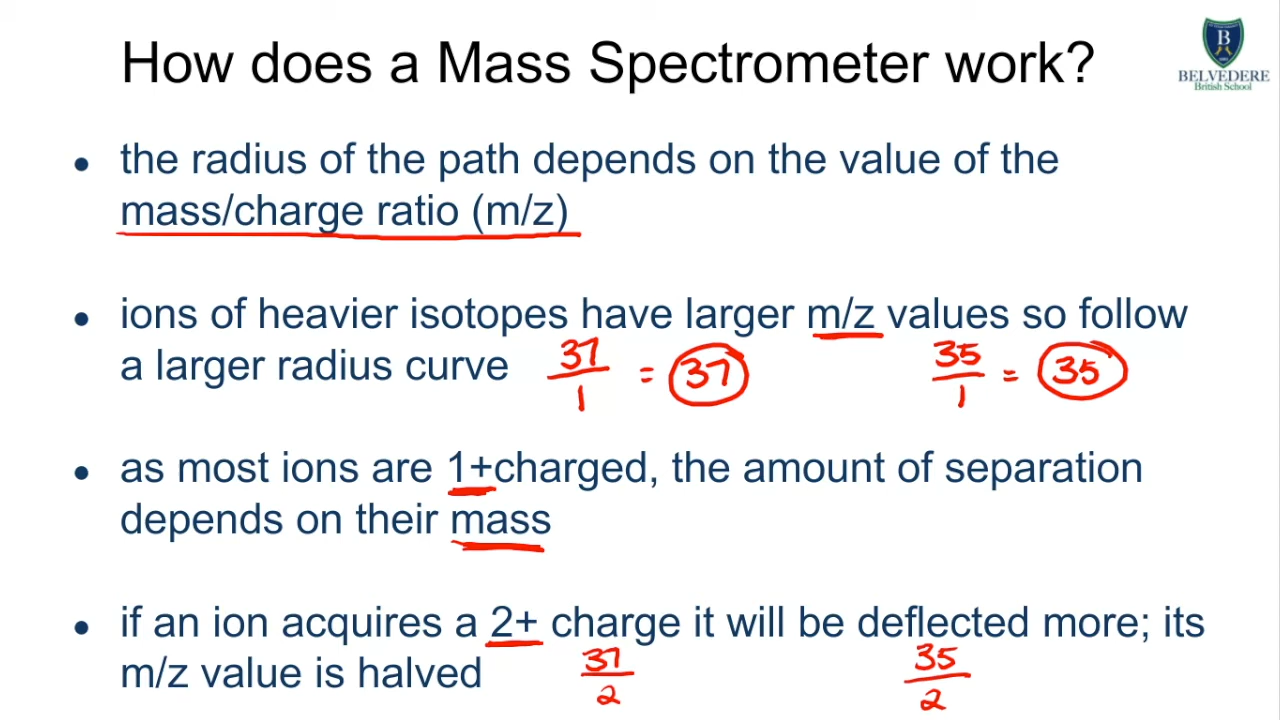 How does a Mass Spectrometer work?
B
BELVEDERE
British School
• the radius of the path depends on the value of the
mass/charge ratio (m/z)
• ions of heavier isotopes have larger m/z values so follow
a larger radius curve
37/1 = 37
35/1 = 35
• as most ions are 1+charged, the amount of separation
depends on their mass
• if an ion acquires a 2+ charge it will be deflected more; its
m/z value is halved
37/2
35/2